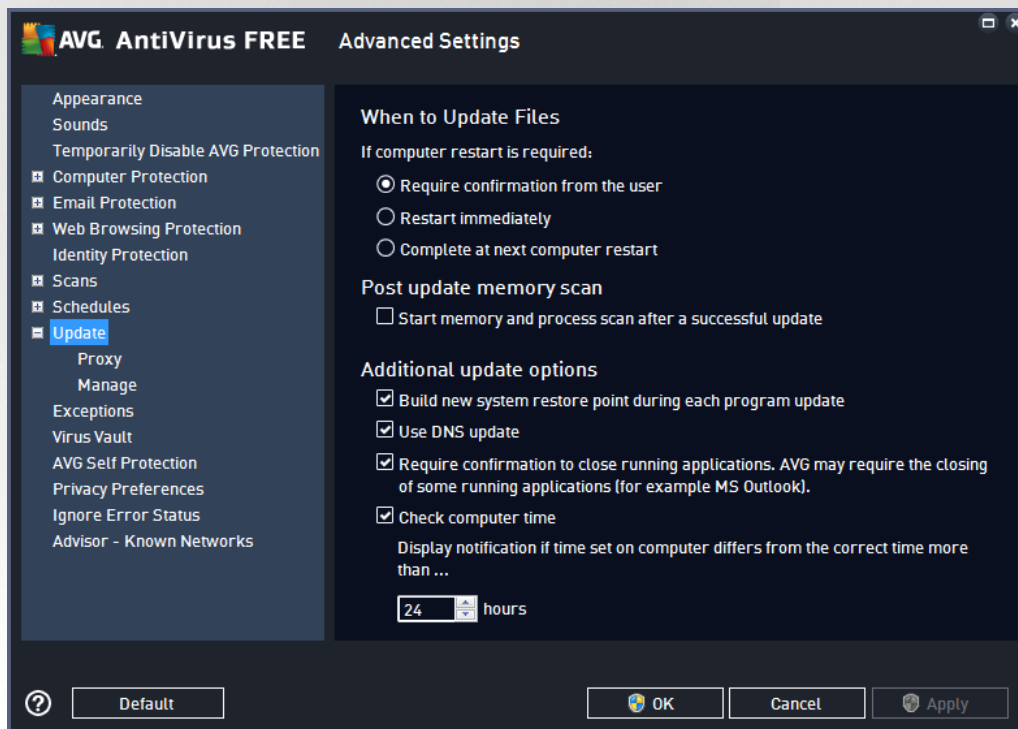 AVG. AntiVirus FREE Advanced Settings
Appearance
Sounds
Temporarily Disable AVG Protection
Computer Protection
Email Protection
Web Browsing Protection
Identity Protection
Scans
Schedules
Update
Proxy
Manage
Exceptions
Virus Vault
AVG Self Protection
Privacy Preferences
Ignore Error Status
Advisor - Known Networks
When to Update Files
If computer restart is required:
Require confirmation from the user
Restart immediately
Complete at next computer restart
Post update memory scan
Start memory and process scan after a successful update
Additional update options
Build new system restore point during each program update
Use DNS update
Require confirmation to close running applications. AVG may require the closing
of some running applications (for example MS Outlook).
Check computer time
Display notification if time set on computer differs from the correct time more
than ...
24 hours
? Default OK Cancel Apply